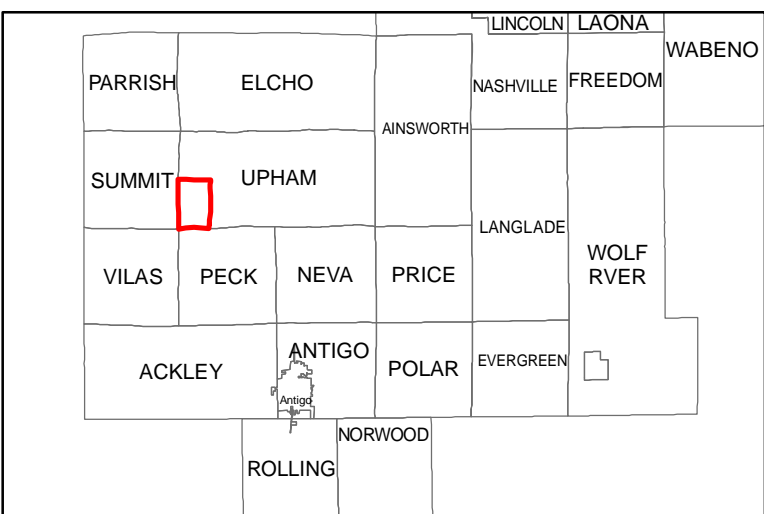 LINCOLN LAONA
WABENO
PARRISH ELCHO NASHVILLE FREEDOM
AINSWORTH
SUMMIT UPHAM
LANGLADE
VILAS PECK NEVA PRICE WOLF
RVER
ACKLEY ANTIGO POLAR EVERGREEN
Antigo
NORWOOD
ROLLING